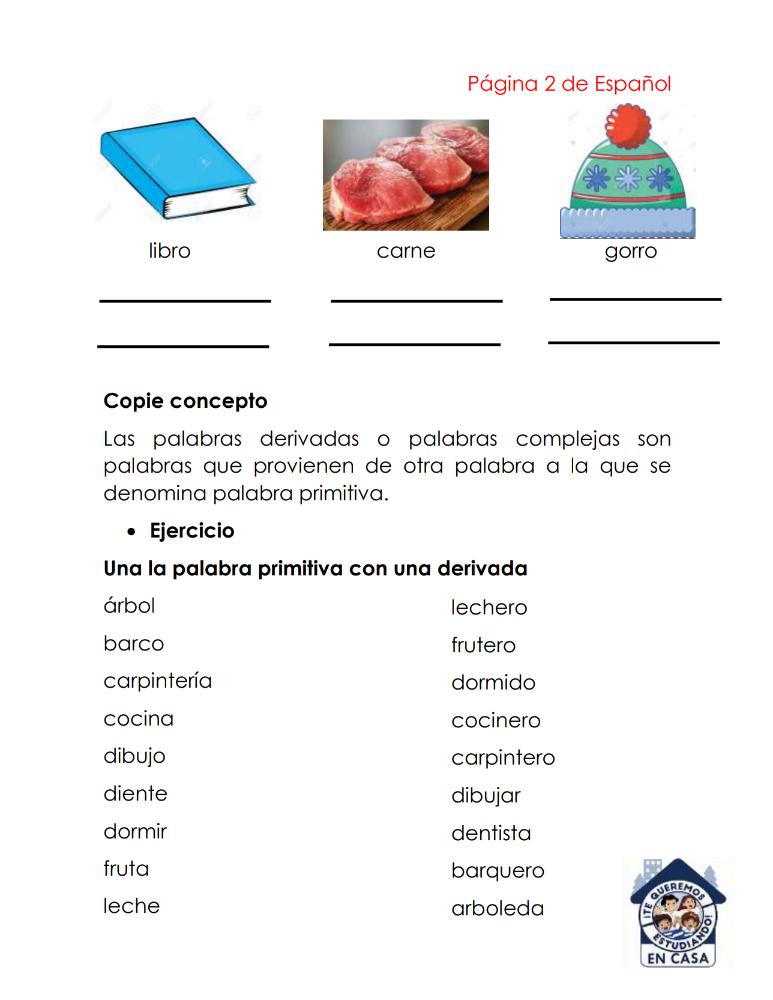 Página 2 de Español
libro carne gorro
Copie concepto
Las palabras derivadas o palabras complejas son
palabras que provienen de otra palabra a la que se
denomina palabra primitiva.
• Ejercicio
Una la palabra primitiva con una derivada
árbol lechero
barco frutero
carpintería dormido
cocina cocinero
dibujo carpintero
diente dibujar
dormir dentista
fruta barquero
leche arboleda
¡TE QUEREMOS
ESTUDIANDO!
EN CASA